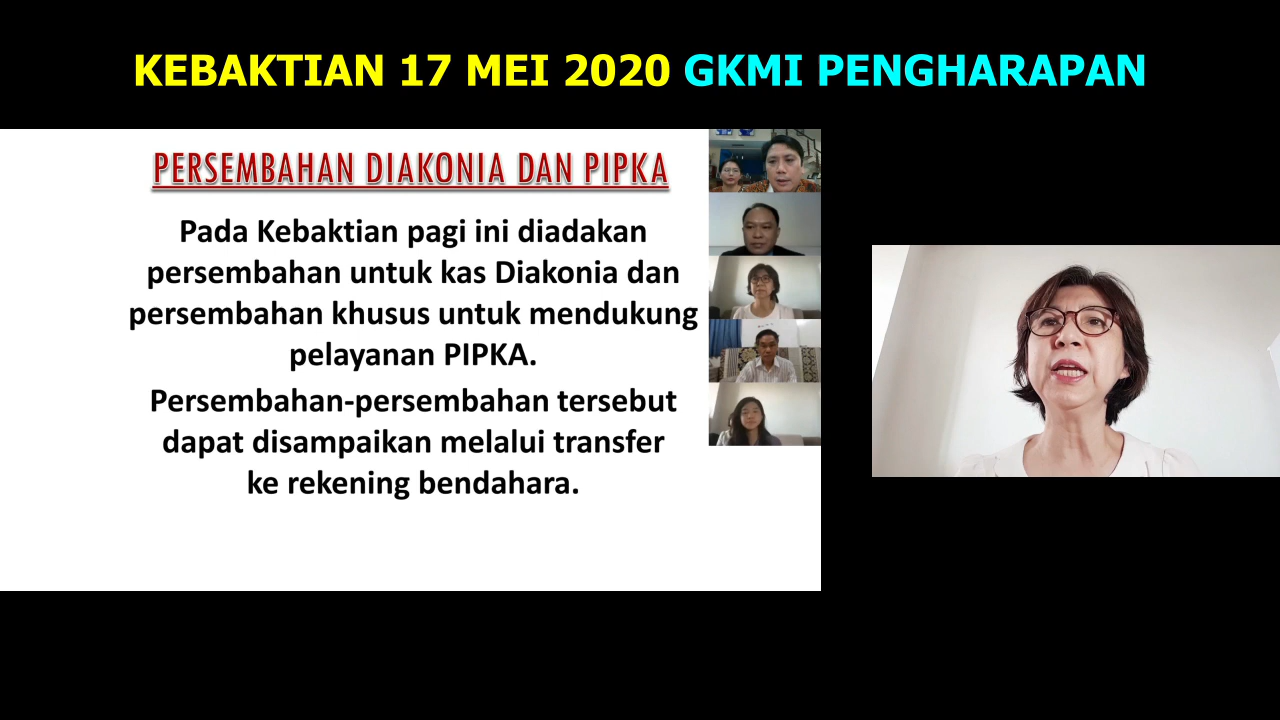 KEBAKTIAN 17 MEI 2020 GKMI PENGHARAPAN
PERSEMBAHAN DIAKONIA DAN PIPKA
Pada Kebaktian pagi ini diadakan
persembahan untuk kas Diakonia dan
persembahan khusus untuk mendukung
pelayanan PIPKA.
Persembahan-persembahan tersebut
dapat disampaikan melalui transfer
ke rekening bendahara.